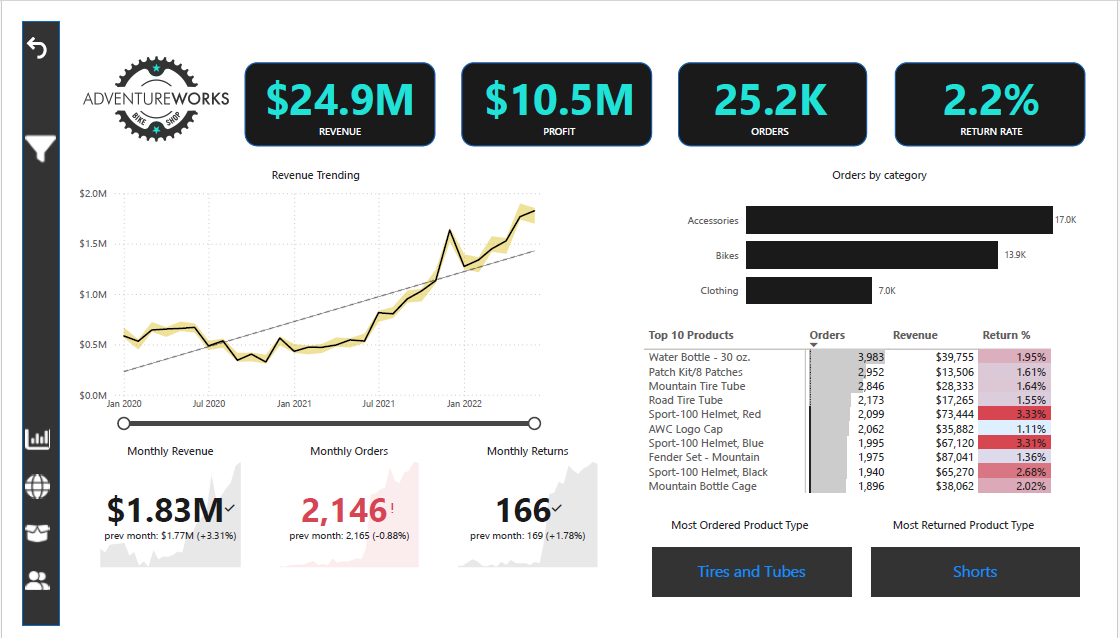 ADVENTUREWORKS
BIKE SHOP
$24.9M
REVENUE
$10.5M
PROFIT
25.2K
ORDERS
2.2%
RETURN RATE
Revenue Trending
$2.0M
$1.5M
$1.0M
$0.5M
$0.0M
Jan 2020 Jul 2020 Jan 2021 Jul 2021 Jan 2022
Orders by category
Accessories 17.0K
Bikes 13.9K
Clothing 7.0K
Top 10 Products Orders Revenue Return %
Water Bottle - 30 oz. 3,983 $39,755 1.95%
Patch Kit/8 Patches 2,952 $13,506 1.61%
Mountain Tire Tube 2,846 $28,333 1.64%
Road Tire Tube 2,173 $17,265 1.55%
Sport-100 Helmet, Red 2,099 $73,444 3.33%
AWC Logo Cap 2,062 $35,882 1.11%
Sport-100 Helmet, Blue 1,995 $67,120 3.31%
Fender Set - Mountain 1,975 $87,041 1.36%
Sport-100 Helmet, Black 1,940 $65,270 2.68%
Mountain Bottle Cage 1,896 $38,062 2.02%
Monthly Revenue
$1.83M
prev month: $1.77M (+3.31%)
Monthly Orders
2,146!
prev month: 2,165 (-0.88%)
Monthly Returns
166
prev month: 169 (+1.78%)
Most Ordered Product Type
Tires and Tubes
Most Returned Product Type
Shorts